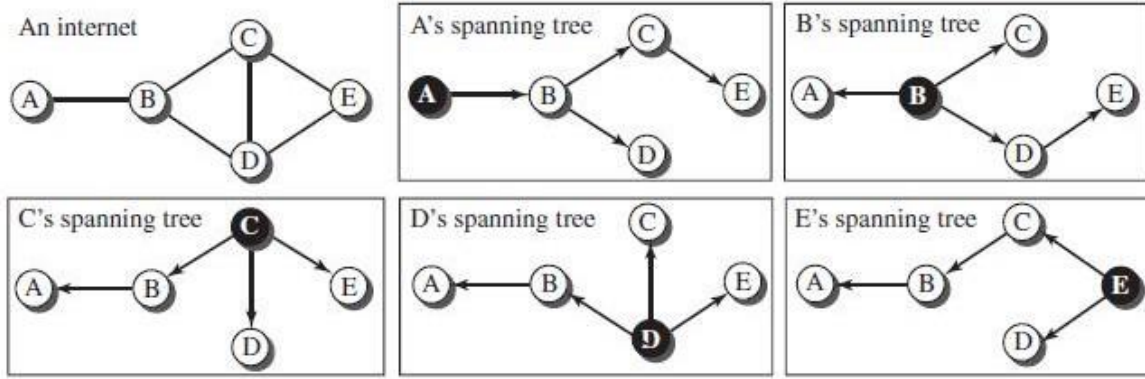 An internet
A
B
C
D
E
A's spanning tree
A
B
C
D
E
B's spanning tree
A
B
C
D
E
C's spanning tree
C
A
B
E
D
D's spanning tree
C
A
B
E
D
E's spanning tree
C
A
B
E
D